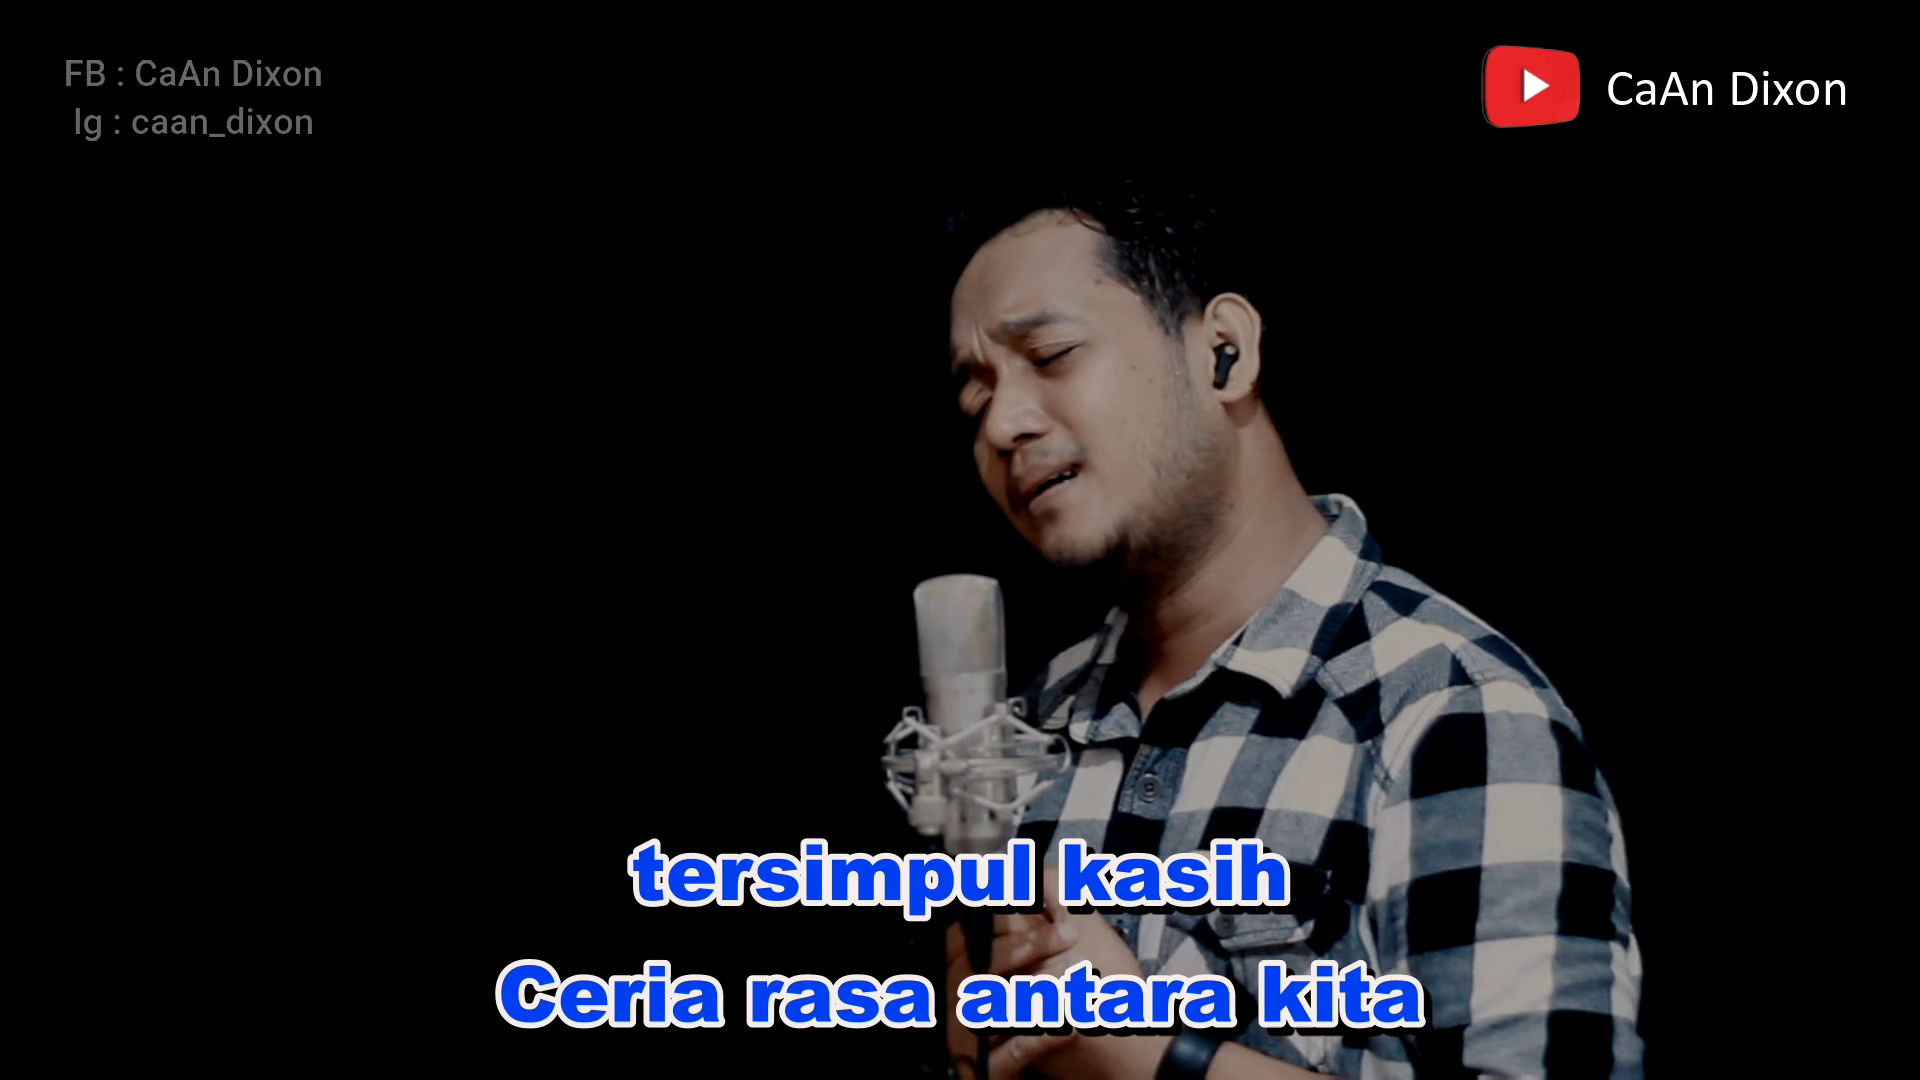 FB : CaAn Dixon
Ig : caan_dixon
CaAn Dixon
tersimpul kasih
Ceria rasa antara kita